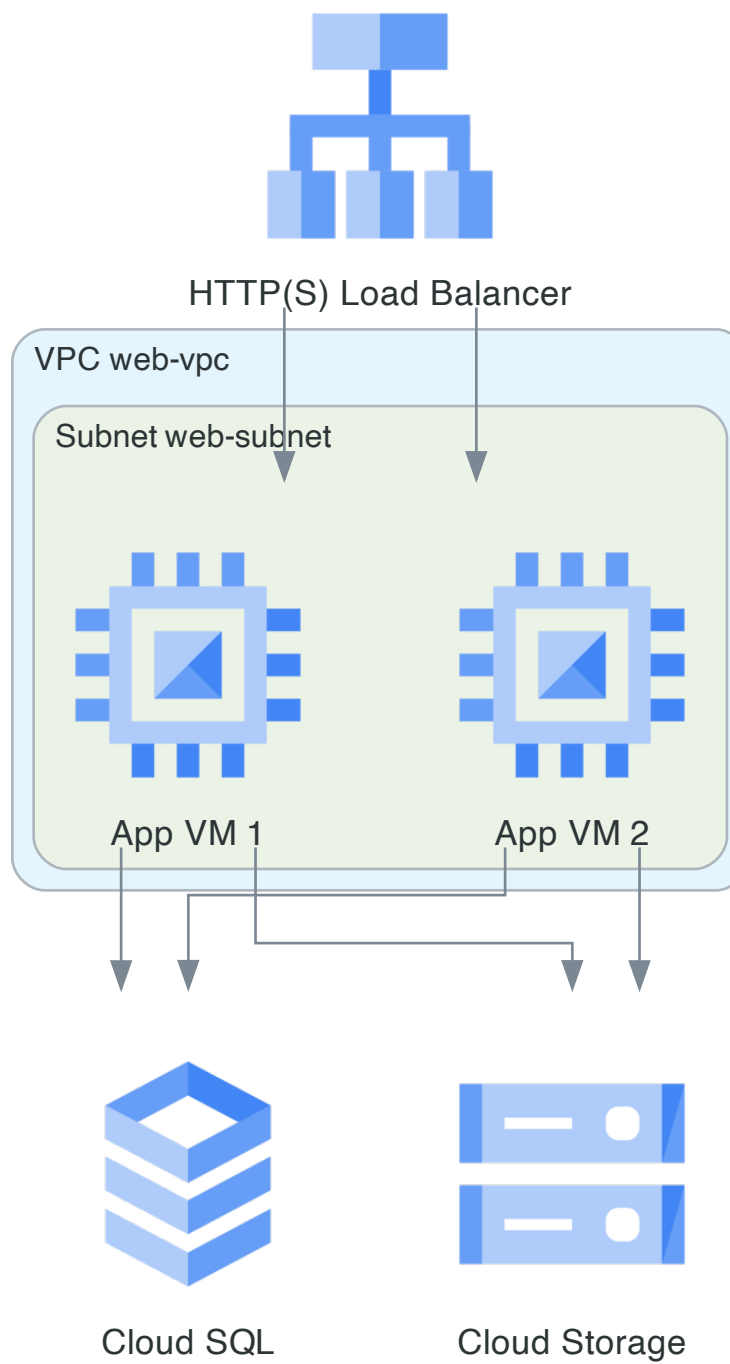 HTTP(S) Load Balancer
VPC web-vpc
Subnet web-subnet
App VM 1
App VM 2
Cloud SQL
Cloud Storage